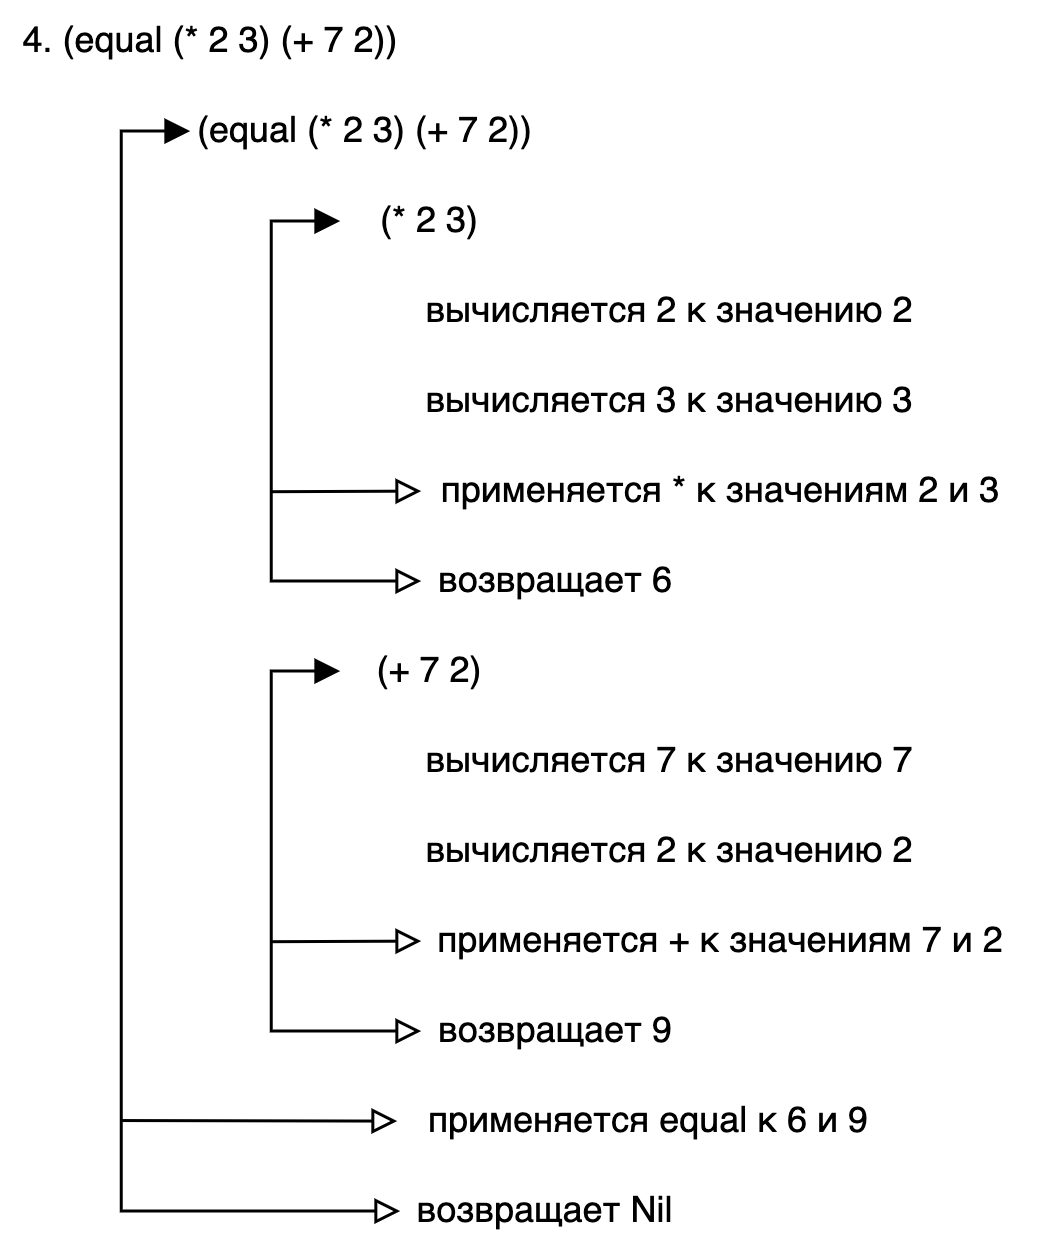 4. (equal (* 2 3) (+ 7 2))
(equal (* 2 3) (+ 7 2))
(* 2 3)
вычисляется 2 к значению 2
вычисляется 3 к значению 3
применяется * к значениям 2 и 3
возвращает 6
(+ 7 2)
вычисляется 7 к значению 7
вычисляется 2 к значению 2
применяется + к значениям 7 и 2
возвращает 9
применяется equal к 6 и 9
возвращает Nil